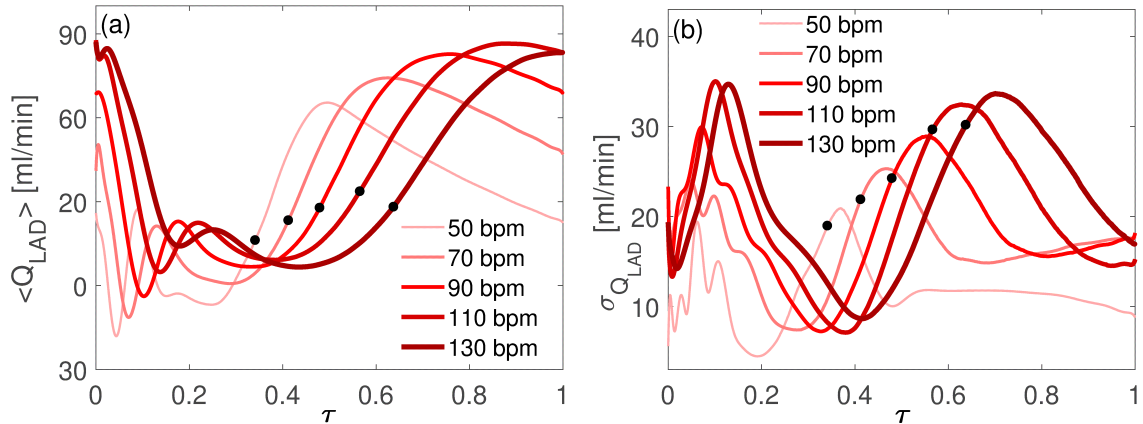 (a)
<Q_LAD> [ml/min]
90
60
20
0
30
50 bpm
70 bpm
90 bpm
110 bpm
130 bpm
0 0.2 0.4 0.6 0.8 1
τ
(b)
σ_Q_LAD [ml/min]
40
30
20
10
50 bpm
70 bpm
90 bpm
110 bpm
130 bpm
0 0.2 0.4 0.6 0.8 1
τ